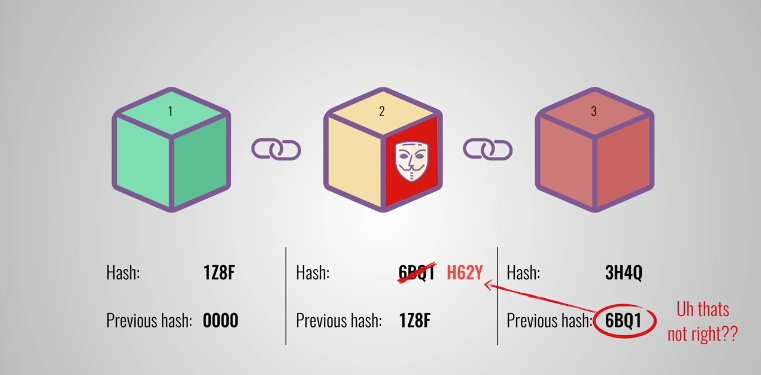 1
2
3
Hash: 1Z8F
Previous hash: 0000
Hash: 6BQ1 H62Y
Previous hash: 1Z8F
Hash: 3H4Q
Previous hash: 6BQ1
Uh thats
not right??